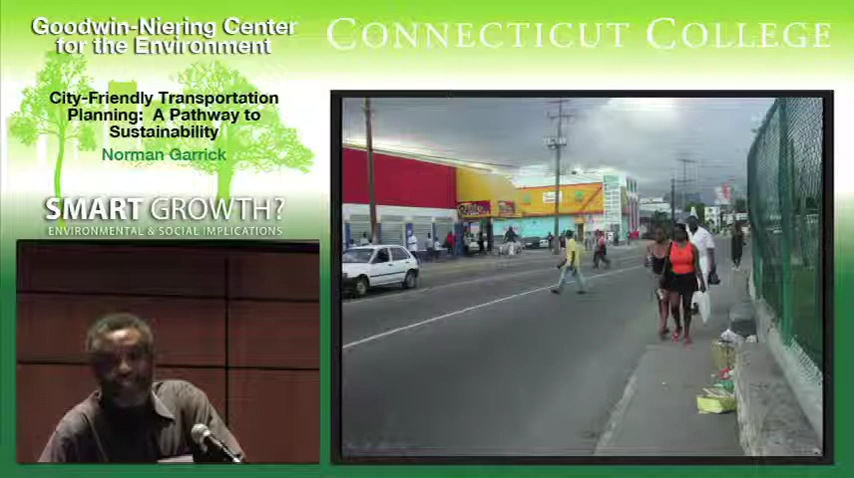 Goodwin-Niering Center
for the Environment
CONNECTICUT COLLEGE
City-Friendly Transportation
Planning: A Pathway to
Sustainability
Norman Garrick
SMART GROWTH?
ENVIRONMENTAL & SOCIAL IMPLICATIONS